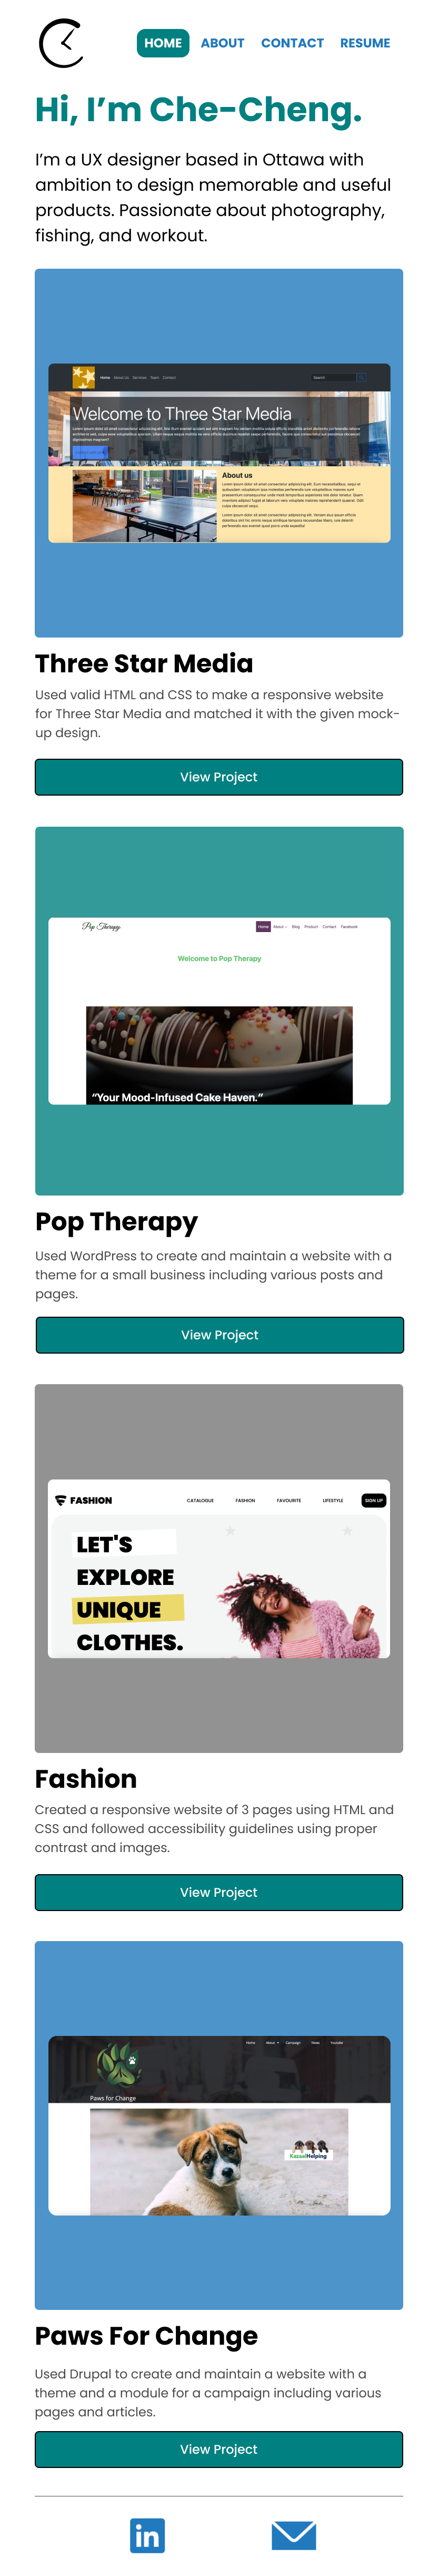 HOME ABOUT CONTACT RESUME
Hi, I’m Che-Cheng.
I’m a UX designer based in Ottawa with
ambition to design memorable and useful
products. Passionate about photography,
fishing, and workout.
Home About Us Services Team Contact Search
Welcome to Three Star Media
About us
Three Star Media
Used valid HTML and CSS to make a responsive website
for Three Star Media and matched it with the given mock-
up design.
View Project
Pop Therapy Home About Blog Product Contact Facebook
Welcome to Pop Therapy
“Your Mood-Infused Cake Haven.”
Pop Therapy
Used WordPress to create and maintain a website with a
theme for a small business including various posts and
pages.
View Project
FASHION CATALOGUE FASHION FAVOURITE LIFESTYLE SIGN UP
LET'S
EXPLORE
UNIQUE
CLOTHES.
Fashion
Created a responsive website of 3 pages using HTML and
CSS and followed accessibility guidelines using proper
contrast and images.
View Project
Home About Campaign News Youtube
Paws for Change
KazaalHelping
Paws For Change
Used Drupal to create and maintain a website with a
theme and a module for a campaign including various
pages and articles.
View Project
in